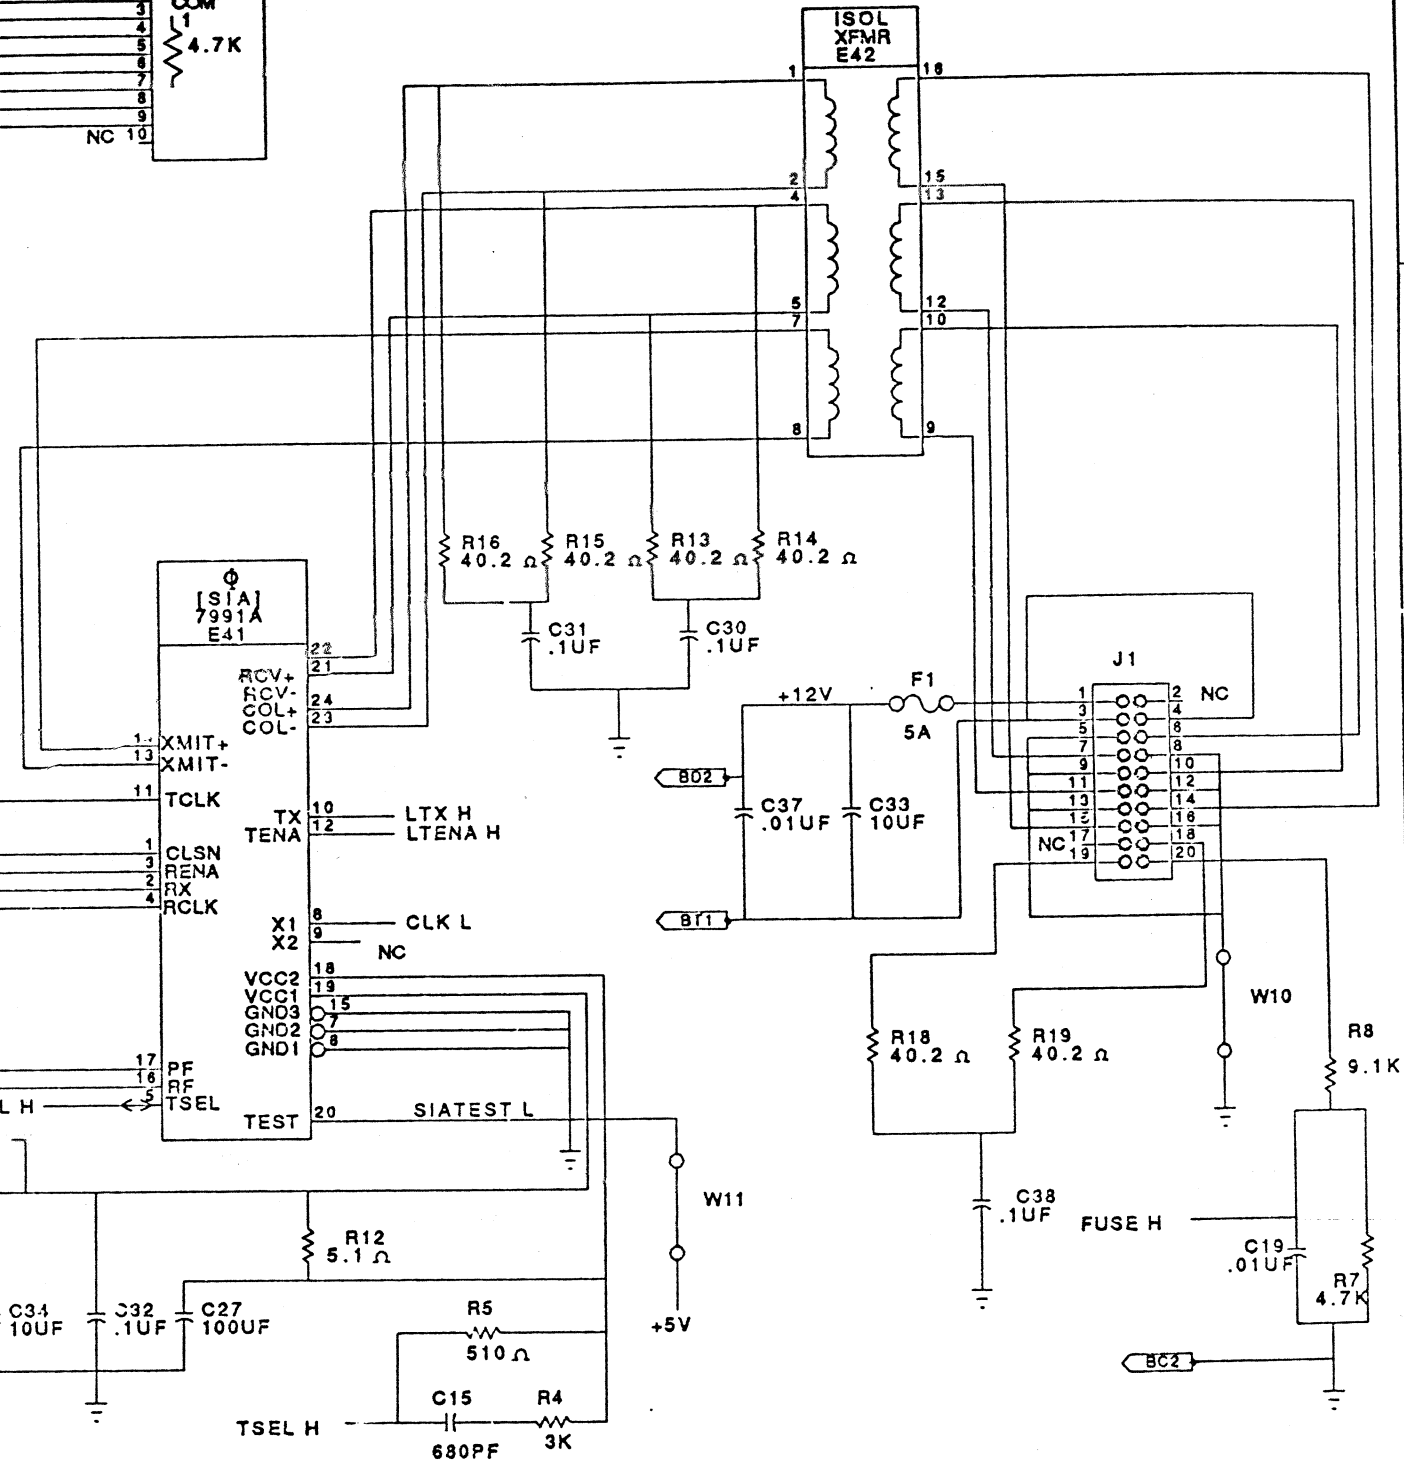 COM
3
1
4
4.7K
5
6
7
8
9
NC 10
ISOL
XFMR
E42
1
16
2
15
4
13
5
12
7
10
8
9
R16
40.2 Ω
R15
40.2 Ω
R13
40.2 Ω
R14
40.2 Ω
C31
.1UF
C30
.1UF
Φ
[SIA]
7991A
E41
22
21
RCV+
RCV-
24
COL+
23
COL-
XMIT+
13
XMIT-
11
TCLK
TX
10
LTX H
TENA
12
LTENA H
1
CLSN
3
RENA
2
RX
4
RCLK
X1
8
CLK L
X2
9
NC
VCC2
18
VCC1
19
GND3
15
GND2
7
GND1
6
17
PF
16
RF
L H
5
TSEL
TEST
20
SIATEST L
J1
F1
5A
+12V
BD2
C37
.01UF
C33
10UF
1
2
NC
3
4
5
6
7
8
9
10
11
12
13
14
15
16
NC 17
18
19
20
R18
40.2 Ω
R19
40.2 Ω
W10
R8
9.1K
C38
.1UF
FUSE H
C19
.01UF
R7
4.7K
BC2
W11
+5V
R12
5.1 Ω
C34
10UF
.1UF
C27
100UF
R5
510 Ω
TSEL H
C15
680PF
R4
3K